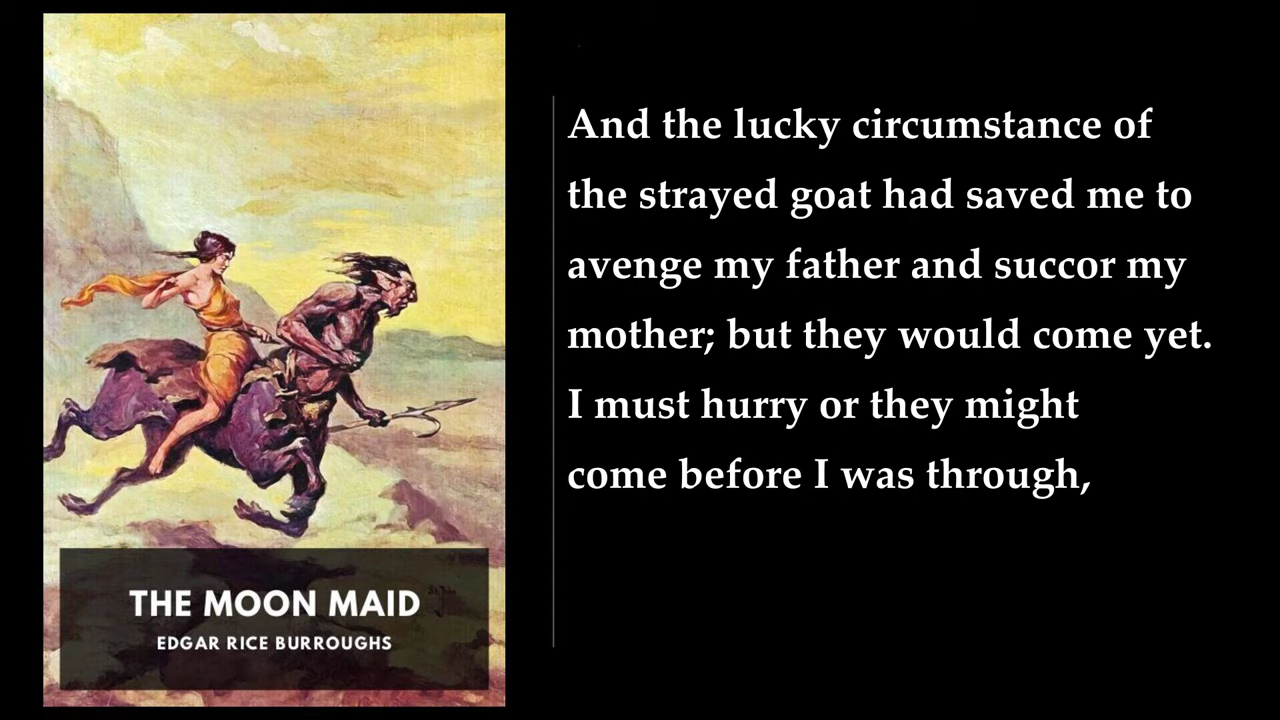 And the lucky circumstance of
the strayed goat had saved me to
avenge my father and succor my
mother; but they would come yet.
I must hurry or they might
come before I was through,
THE MOON MAID
EDGAR RICE BURROUGHS